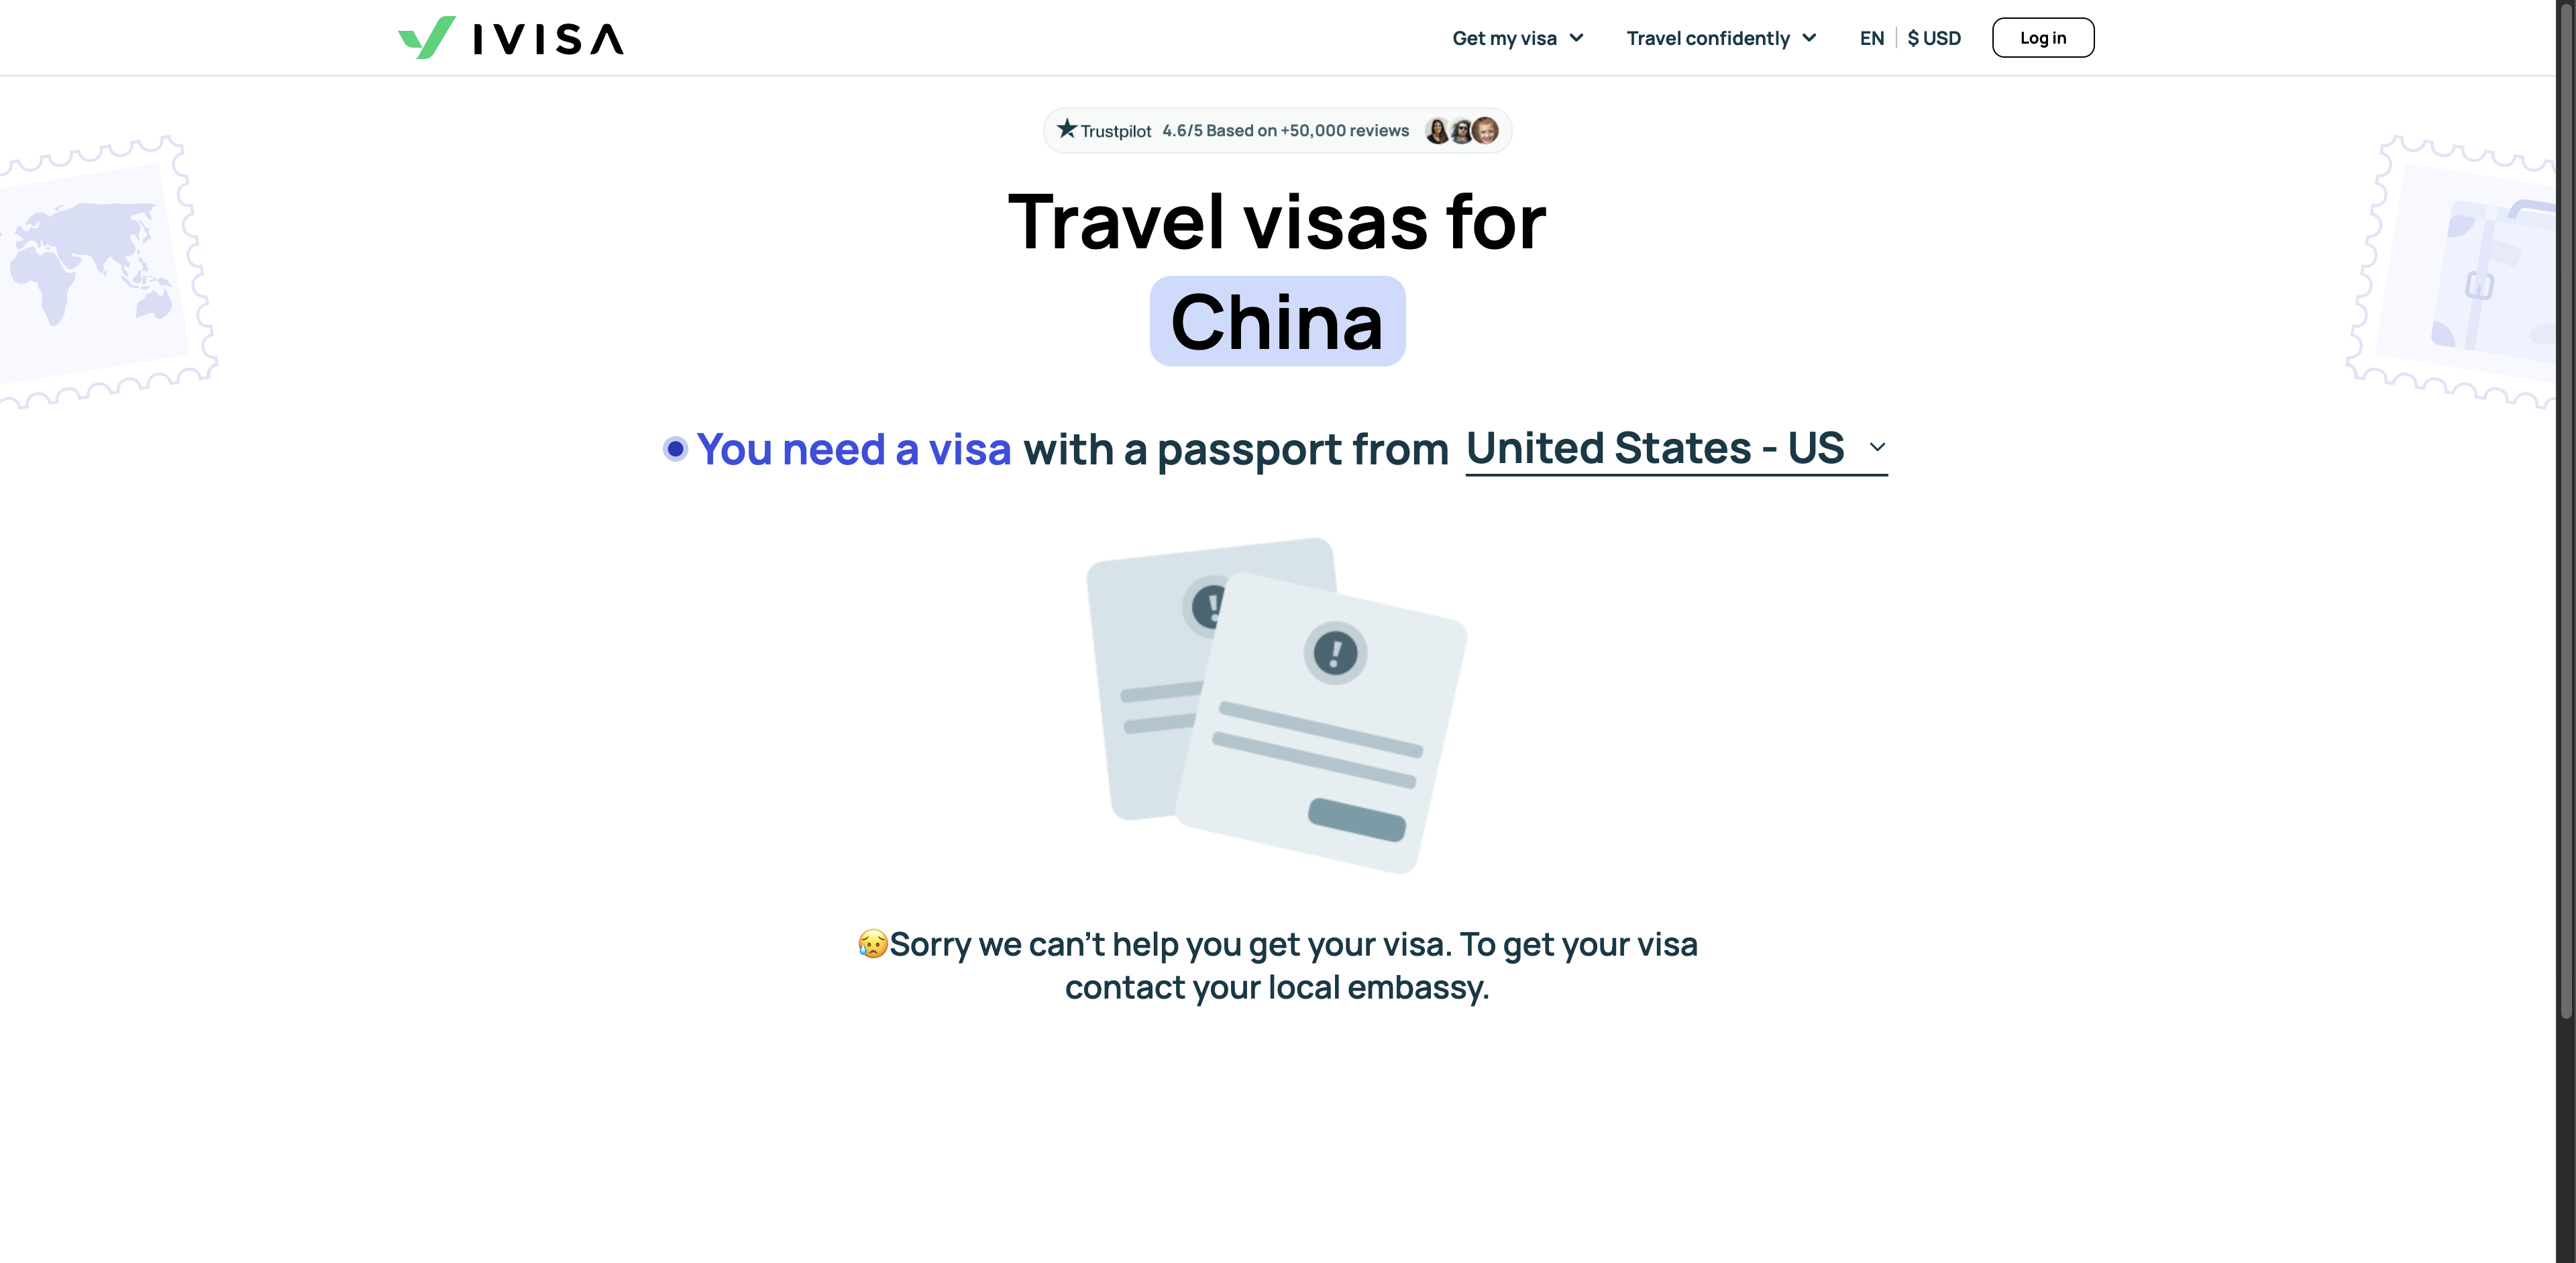 IVISA
Get my visa
Travel confidently
EN
$ USD
Log in
Trustpilot 4.6/5 Based on +50,000 reviews
Travel visas for
China
You need a visa with a passport from United States - US
😥Sorry we can't help you get your visa. To get your visa
contact your local embassy.